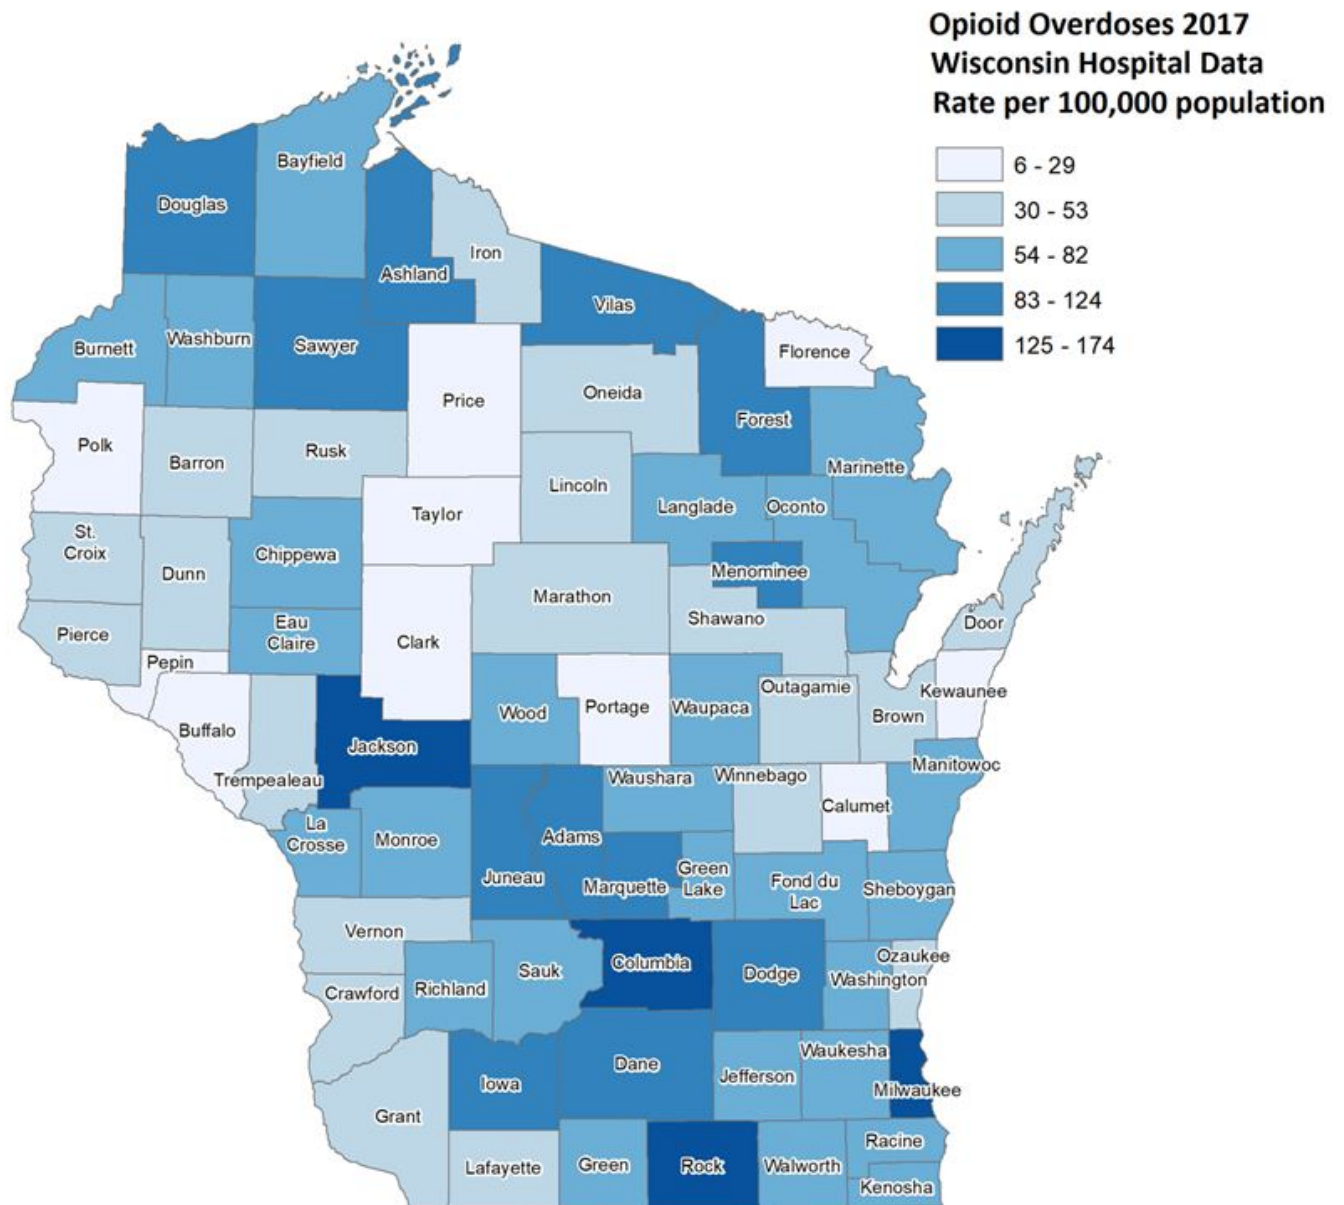 Opioid Overdoses 2017
Wisconsin Hospital Data
Rate per 100,000 population
6 - 29
30 - 53
54 - 82
83 - 124
125 - 174
Bayfield
Douglas
Iron
Ashland
Vilas
Washburn
Burnett
Sawyer
Florence
Price
Oneida
Forest
Polk
Barron
Rusk
Marinette
Lincoln
Langlade
Oconto
Taylor
St.
Croix
Chippewa
Dunn
Menominee
Marathon
Shawano
Door
Pierce
Eau
Claire
Clark
Pepin
Outagamie
Kewaunee
Buffalo
Wood
Portage
Waupaca
Brown
Jackson
Trempealeau
Waushara
Winnebago
Manitowoc
Calumet
La
Crosse
Monroe
Adams
Juneau
Marquette
Green
Lake
Fond du
Lac
Sheboygan
Vernon
Ozaukee
Columbia
Sauk
Dodge
Washington
Crawford
Richland
Waukesha
Dane
Iowa
Jefferson
Milwaukee
Grant
Racine
Lafayette
Green
Rock
Walworth
Kenosha